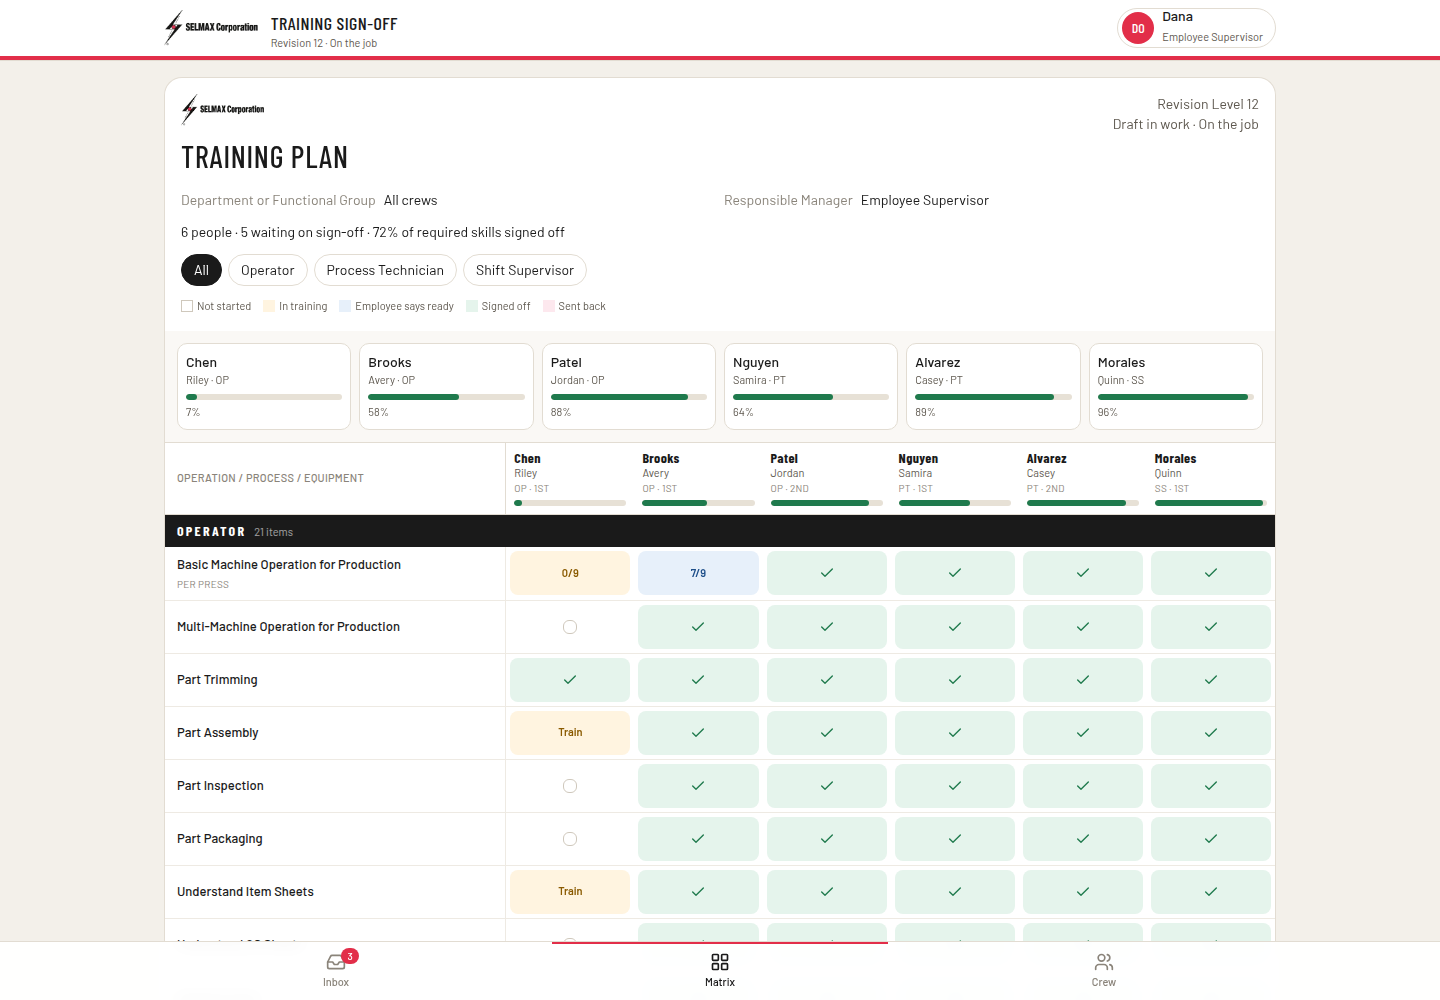 SELMAX Corporation
TRAINING SIGN-OFF
Revision 12 · On the job
DO
Dana
Employee Supervisor
SELMAX Corporation
Revision Level 12
Draft in work · On the job
TRAINING PLAN
Department or Functional Group All crews
Responsible Manager Employee Supervisor
6 people · 5 waiting on sign-off · 72% of required skills signed off
All
Operator
Process Technician
Shift Supervisor
Not started
In training
Employee says ready
Signed off
Sent back
Chen
Riley · OP
7%
Brooks
Avery · OP
58%
Patel
Jordan · OP
88%
Nguyen
Samira · PT
64%
Alvarez
Casey · PT
89%
Morales
Quinn · SS
96%
OPERATION / PROCESS / EQUIPMENT
Chen
Riley
OP · 1ST
Brooks
Avery
OP · 1ST
Patel
Jordan
OP · 2ND
Nguyen
Samira
PT · 1ST
Alvarez
Casey
PT · 2ND
Morales
Quinn
SS · 1ST
OPERATOR 21 items
Basic Machine Operation for Production
PER PRESS
0/9
7/9
Multi-Machine Operation for Production
Part Trimming
Part Assembly
Train
Part Inspection
Part Packaging
Understand Item Sheets
Train
Inbox
3
Matrix
Crew